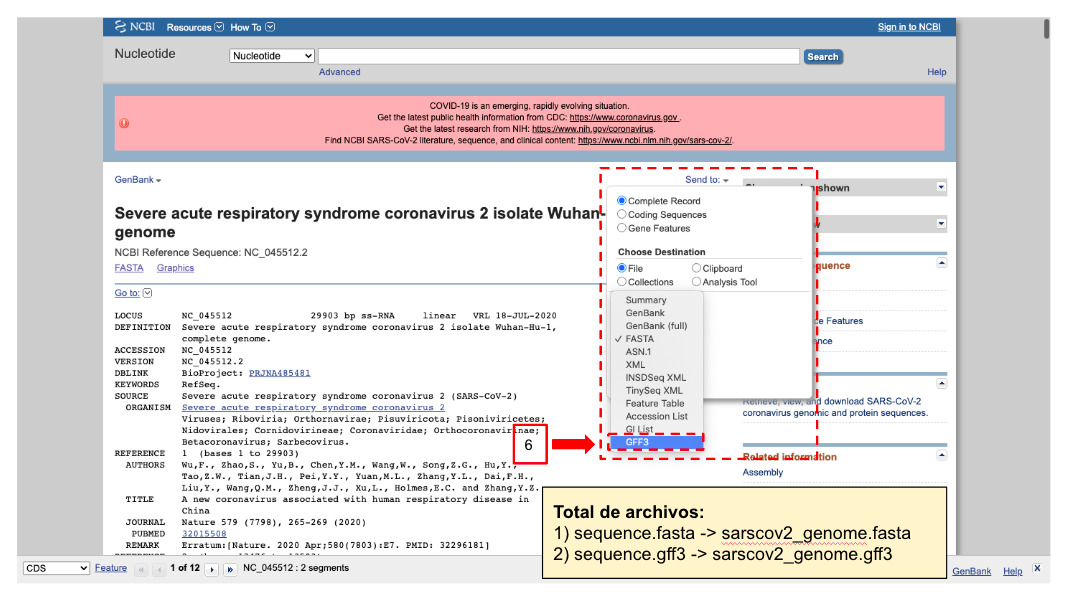 NCBI Resources How To Sign in to NCBI
Nucleotide Nucleotide Search
Advanced Help
COVID-19 is an emerging, rapidly evolving situation.
Get the latest public health information from CDC: https://www.coronavirus.gov .
Get the latest research from NIH: https://www.nih.gov/coronavirus.
Find NCBI SARS-CoV-2 literature, sequence, and clinical content: https://www.ncbi.nlm.nih.gov/sars-cov-2/.
GenBank
Severe acute respiratory syndrome coronavirus 2 isolate Wuhan-
genome
NCBI Reference Sequence: NC_045512.2
FASTA Graphics
Go to:
LOCUS NC_045512 29903 bp ss-RNA linear VRL 18-JUL-2020
DEFINITION Severe acute respiratory syndrome coronavirus 2 isolate Wuhan-Hu-1,
complete genome.
ACCESSION NC_045512
VERSION NC_045512.2
DBLINK BioProject: PRJNA485481
KEYWORDS RefSeq.
SOURCE Severe acute respiratory syndrome coronavirus 2 (SARS-CoV-2)
ORGANISM Severe acute respiratory syndrome coronavirus 2
Viruses; Riboviria; Orthornavirae; Pisuviricota; Pisoniviricetes;
Nidovirales; Cornidovirineae; Coronaviridae; Orthocoronavirinae;
Betacoronavirus; Sarbecovirus.
REFERENCE 1 (bases 1 to 29903)
AUTHORS Wu,F., Zhao,S., Yu,B., Chen,Y.M., Wang,W., Song,Z.G., Hu,Y.,
Tao,Z.W., Tian,J.H., Pei,Y.Y., Yuan,M.L., Zhang,Y.L., Dai,F.H.,
Liu,Y., Wang,Q.M., Zheng,J.J., Xu,L., Holmes,E.C. and Zhang,Y.Z.
TITLE A new coronavirus associated with human respiratory disease in
China
JOURNAL Nature 579 (7798), 265-269 (2020)
PUBMED 32015508
REMARK Erratum:[Nature. 2020 Apr;580(7803):E7. PMID: 32296181]
Send to:
Complete Record
Coding Sequences
Gene Features
Choose Destination
File Clipboard
Collections Analysis Tool
Summary
GenBank
GenBank (full)
✓ FASTA
ASN.1
XML
INSDSeq XML
TinySeq XML
Feature Table
Accession List
GI List
GFF3
6
shown
quence
ce Features
ence
Retrieve, view, and download SARS-CoV-2
coronavirus genomic and protein sequences.
Related information
Assembly
Total de archivos:
1) sequence.fasta -> sarscov2_genome.fasta
2) sequence.gff3 -> sarscov2_genome.gff3
CDS Feature 1 of 12 NC_045512 : 2 segments GenBank Help X